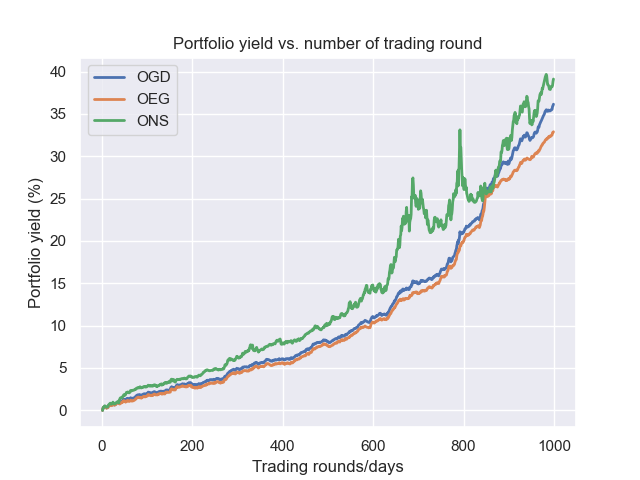 Portfolio yield vs. number of trading round
OGD
OEG
ONS
Portfolio yield (%)
40
35
30
25
20
15
10
5
0
0 200 400 600 800 1000
Trading rounds/days